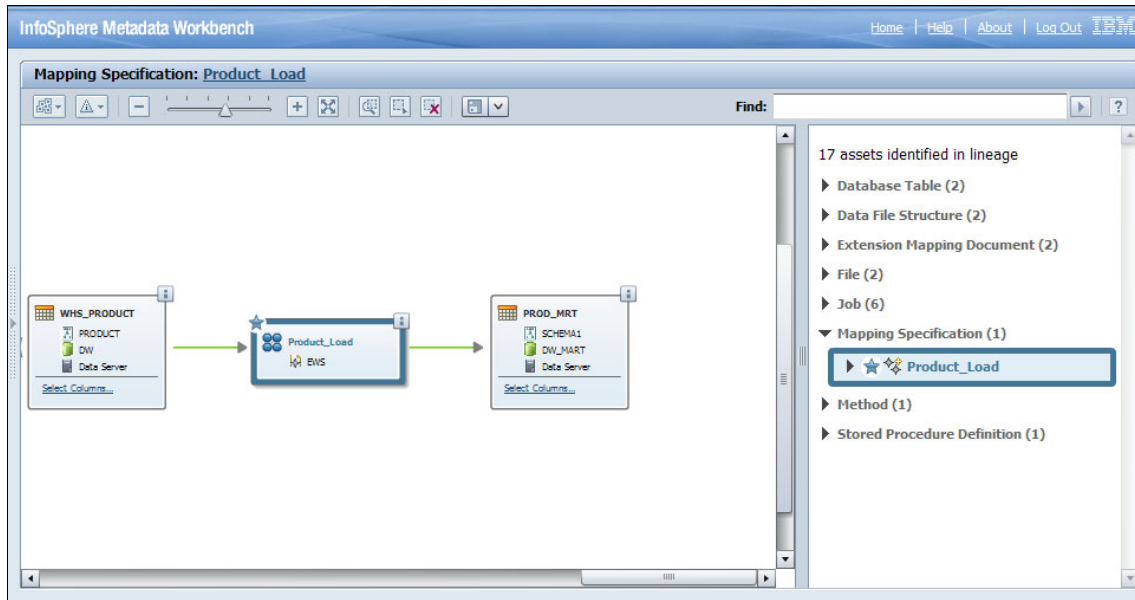 InfoSphere Metadata Workbench
Home | Help | About | Log Out IBM
Mapping Specification: Product_Load
Find:
?
WHS_PRODUCT
PRODUCT
DW
Data Server
Select Columns...
Product_Load
EWS
PROD_MRT
SCHEMA1
DW_MART
Data Server
Select Columns...
17 assets identified in lineage
Database Table (2)
Data File Structure (2)
Extension Mapping Document (2)
File (2)
Job (6)
Mapping Specification (1)
Product_Load
Method (1)
Stored Procedure Definition (1)